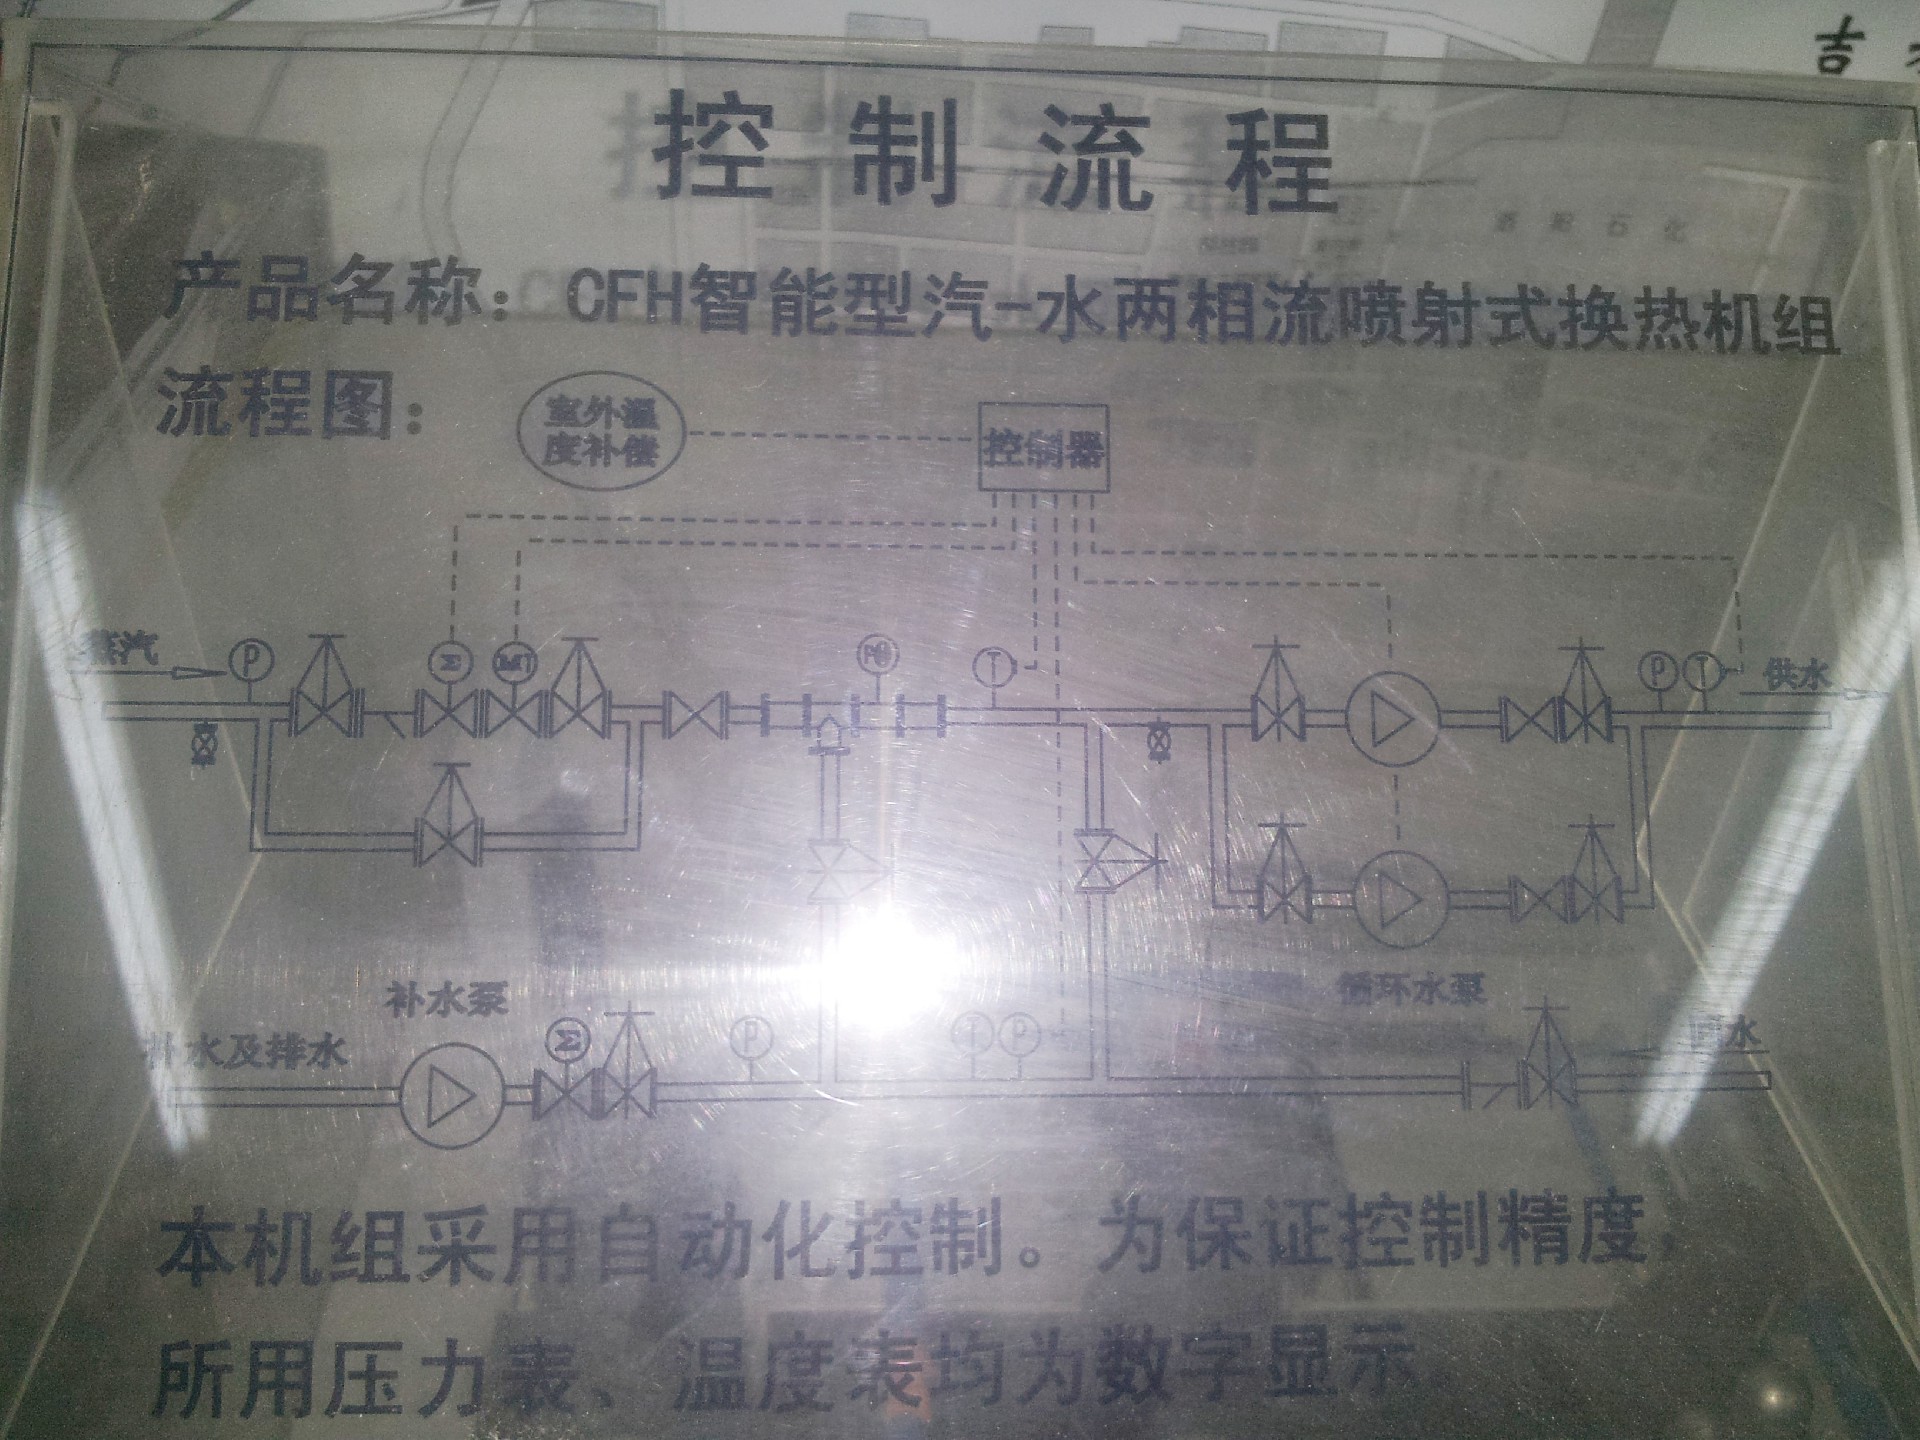 吉
控制流程
产品名称：CFH智能型汽-水两相流喷射式换热机组
流程图：
室外温
度补偿
控制器
蒸汽
P
Σ
T
P
T
供水
补水泵
循环水泵
补水及排水
Σ
P
T
P
回水
本机组采用自动化控制。为保证控制精度，
所用压力表、温度表均为数字显示